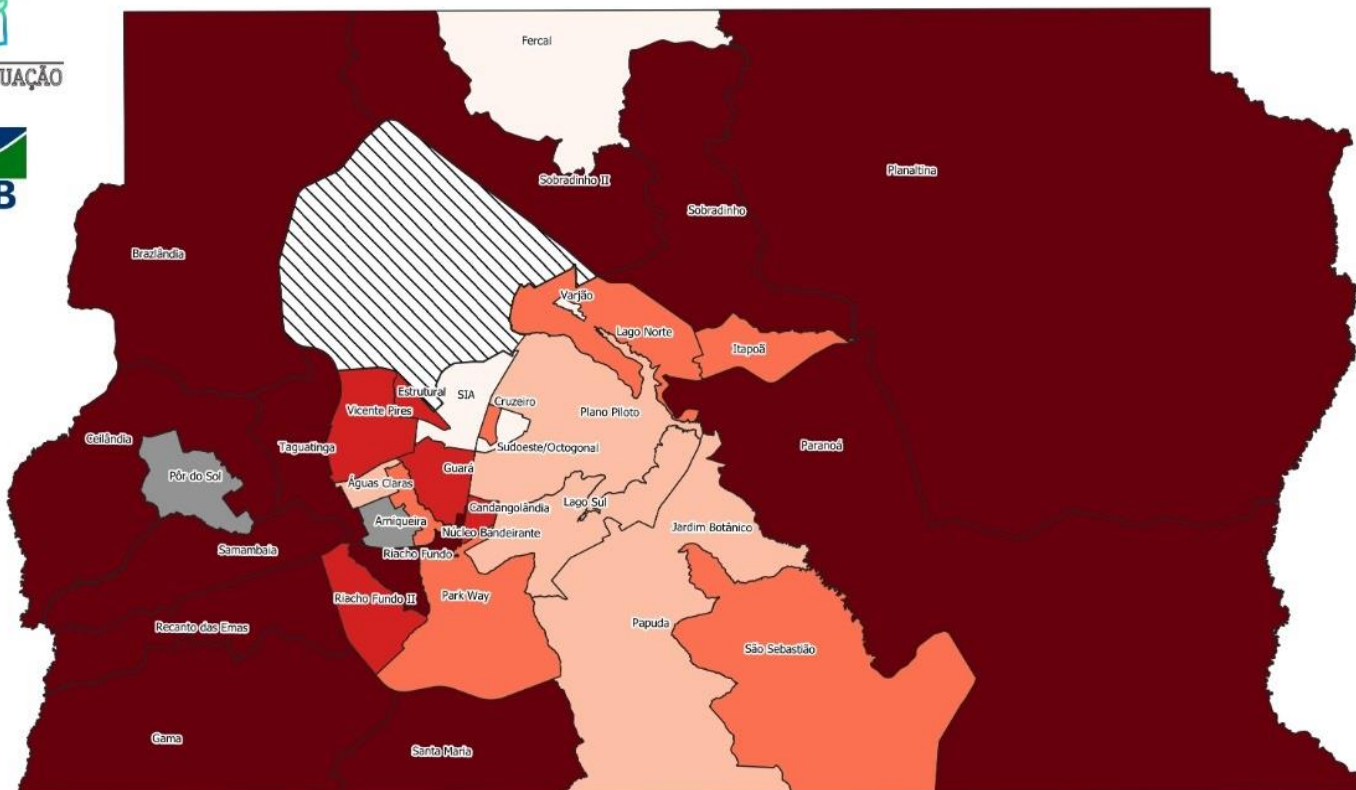 UAÇÃO
B
Fercal
Planaltina
Sobradinho II
Sobradinho
Brazlândia
Varjão
Lago Norte
Itapoã
Estrutural
SIA
Cruzeiro
Vicente Pires
Plano Piloto
Ceilândia
Taguatinga
Paranoá
Sudoeste/Octogonal
Guará
Pôr do Sol
Águas Claras
Lago Sul
Candangolândia
Arniqueira
Jardim Botânico
Núcleo Bandeirante
Samambaia
Riacho Fundo
Riacho Fundo II
Park Way
Recanto das Emas
Papuda
São Sebastião
Gama
Santa Maria